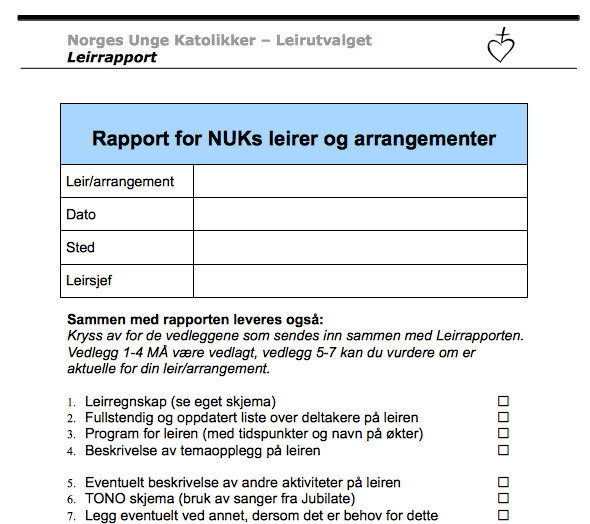 Norges Unge Katolikker – Leirutvalget
Leirrapport
Rapport for NUKs leirer og arrangementer
Leir/arrangement
Dato
Sted
Leirsjef
Sammen med rapporten leveres også:
Kryss av for de vedleggene som sendes inn sammen med Leirrapporten.
Vedlegg 1-4 MÅ være vedlagt, vedlegg 5-7 kan du vurdere om er
aktuelle for din leir/arrangement.
1. Leirregnskap (se eget skjema) ☐
2. Fullstendig og oppdatert liste over deltakere på leiren ☐
3. Program for leiren (med tidspunkter og navn på økter) ☐
4. Beskrivelse av temaopplegg på leiren ☐
5. Eventuelt beskrivelse av andre aktiviteter på leiren ☐
6. TONO skjema (bruk av sanger fra Jubilate) ☐
7. Legg eventuelt ved annet, dersom det er behov for dette ☐